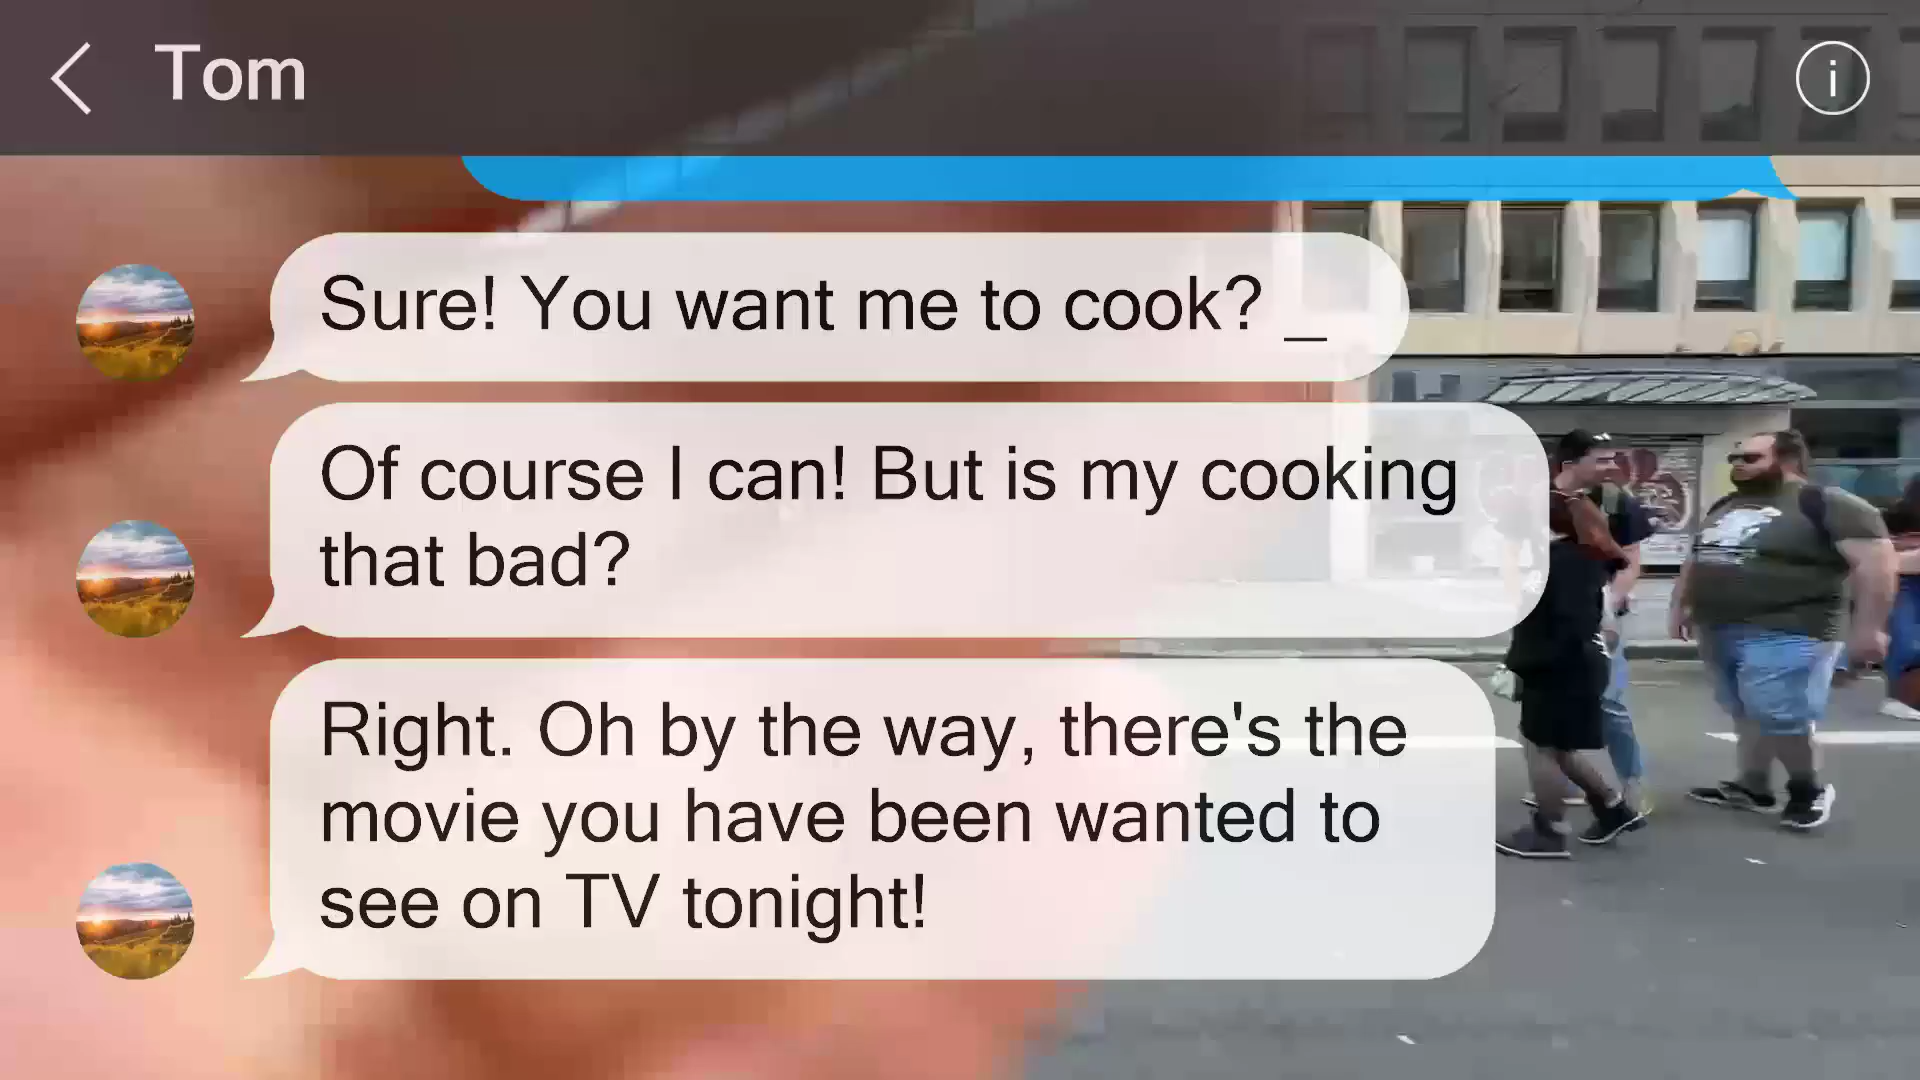 Tom
Sure! You want me to cook? _
Of course I can! But is my cooking
that bad?
Right. Oh by the way, there's the
movie you have been wanted to
see on TV tonight!